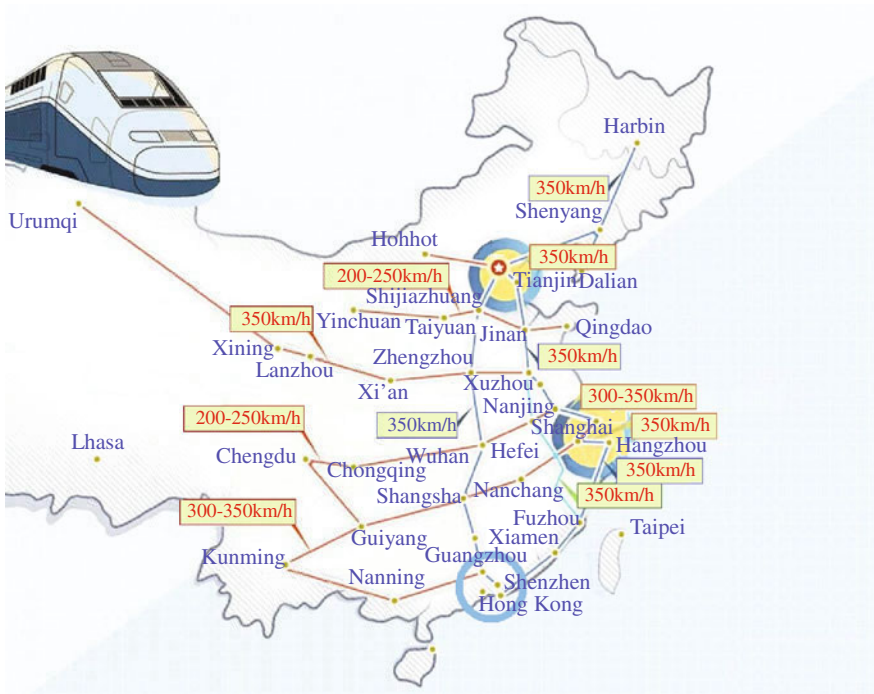 Harbin
350km/h
Shenyang
Urumqi
Hohhot
350km/h
200-250km/h
Tianjin
Dalian
Shijiazhuang
350km/h
Yinchuan
Taiyuan
Jinan
Qingdao
Xining
Lanzhou
Zhengzhou
350km/h
Xi'an
Xuzhou
300-350km/h
Nanjing
200-250km/h
350km/h
Shanghai
350km/h
Lhasa
Chengdu
Chongqing
Wuhan
Hefei
Hangzhou
350km/h
Shangsha
Nanchang
350km/h
300-350km/h
Fuzhou
Taipei
Guiyang
Xiamen
Kunming
Guangzhou
Nanning
Shenzhen
Hong Kong